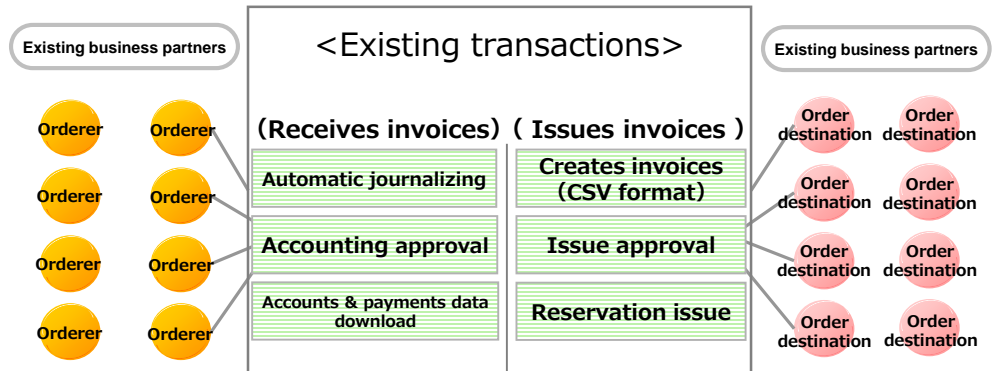 Existing business partners
<Existing transactions>
Existing business partners
(Receives invoices)
( Issues invoices )
Orderer
Orderer
Orderer
Orderer
Orderer
Orderer
Orderer
Orderer
Automatic journalizing
Accounting approval
Accounts & payments data
download
Creates invoices
(CSV format)
Issue approval
Reservation issue
Order
destination
Order
destination
Order
destination
Order
destination
Order
destination
Order
destination
Order
destination
Order
destination